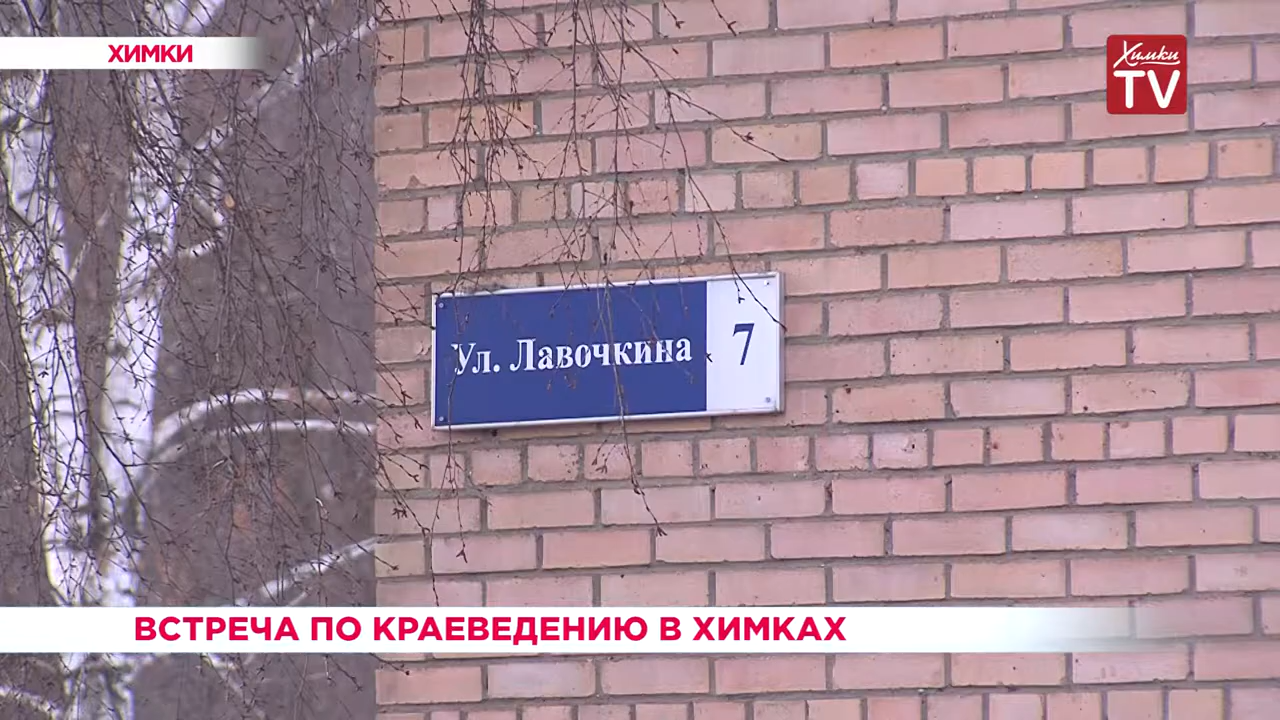 ХИМКИ
Химки
TV
Ул. Лавочкина 7
ВСТРЕЧА ПО КРАЕВЕДЕНИЮ В ХИМКАХ